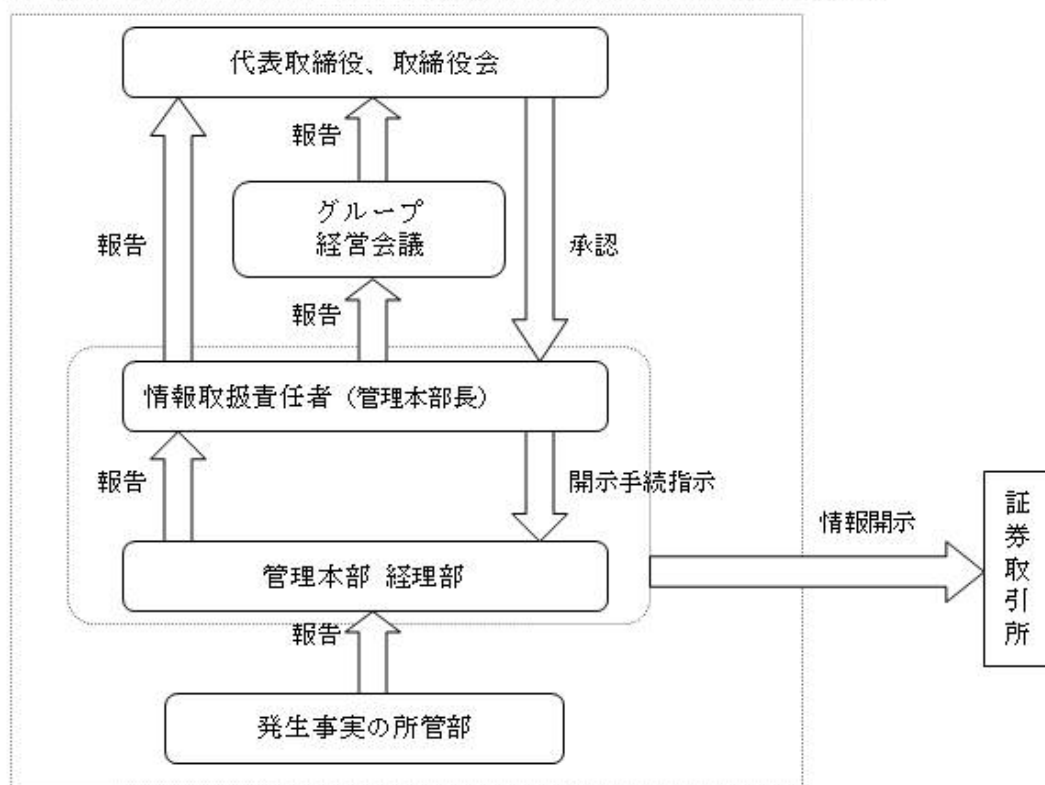 代表取締役、取締役会
報告
報告
グループ
経営会議
承認
報告
情報取扱責任者（管理本部長）
報告
開示手続指示
情報開示
証券取引所
管理本部 経理部
報告
発生事実の所管部